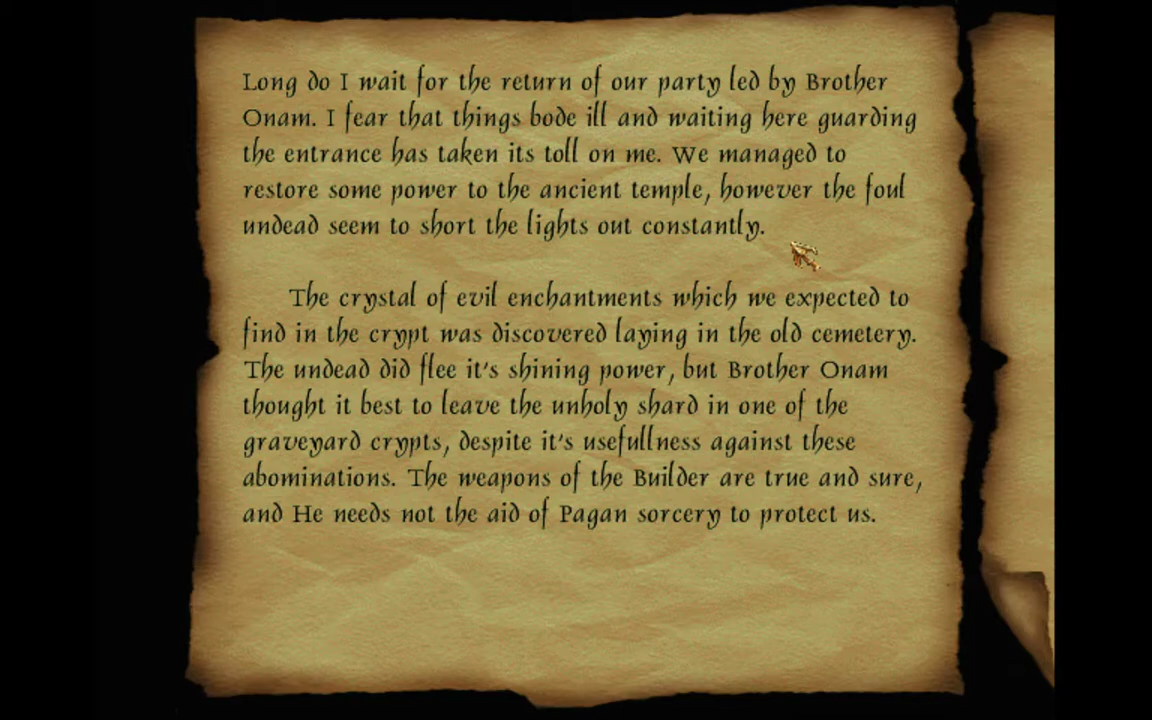 Long do I wait for the return of our party led by Brother
Onam. I fear that things bode ill and waiting here guarding
the entrance has taken its toll on me. We managed to
restore some power to the ancient temple, however the foul
undead seem to short the lights out constantly.
The crystal of evil enchantments which we expected to
find in the crypt was discovered laying in the old cemetery.
The undead did flee it's shining power, but Brother Onam
thought it best to leave the unholy shard in one of the
graveyard crypts, despite it's usefullness against these
abominations. The weapons of the Builder are true and sure,
and He needs not the aid of Pagan sorcery to protect us.